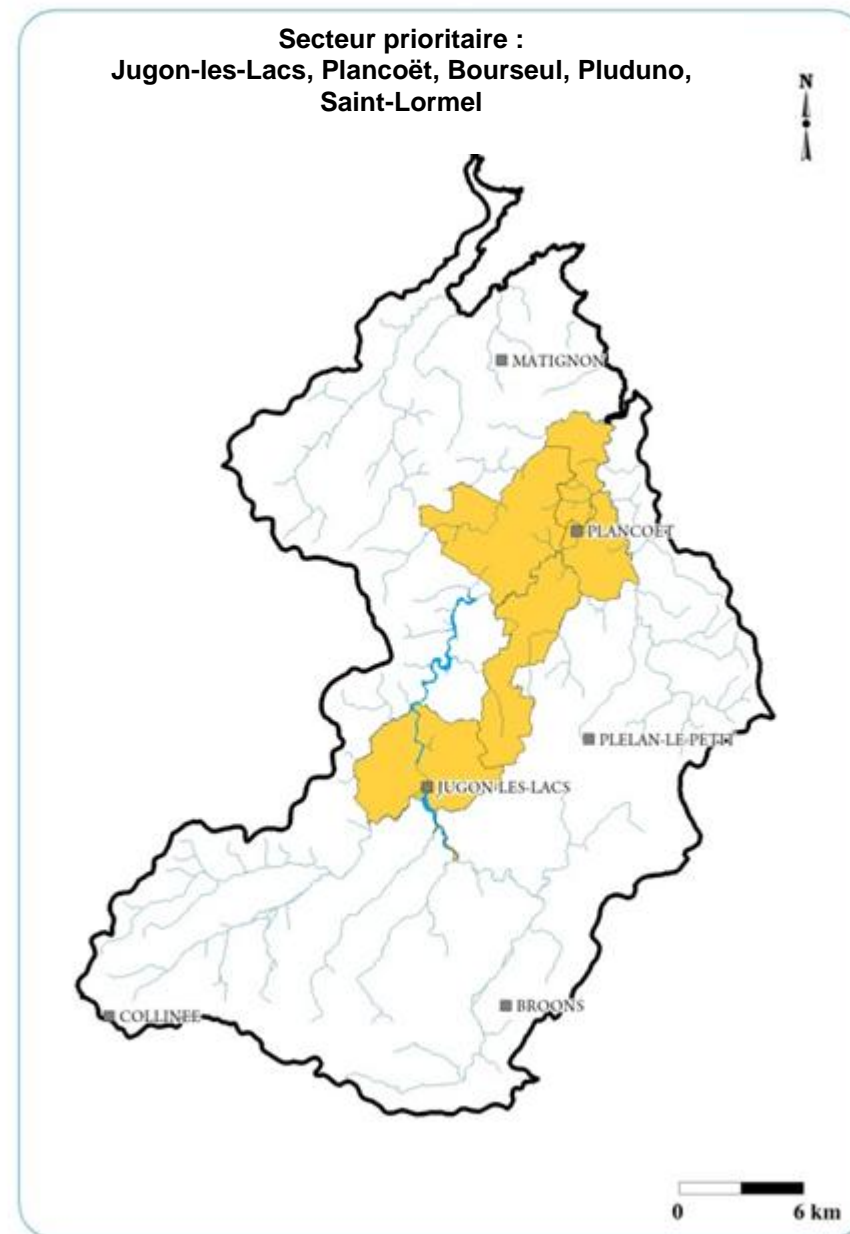 Secteur prioritaire :
Jugon-les-Lacs, Plancoët, Bourseul, Pluduno,
Saint-Lormel
N
MATIGNON
PLANCOËT
PLELAN-LE-PETIT
JUGON-LES-LACS
BROONS
COLLINEE
0 6 km